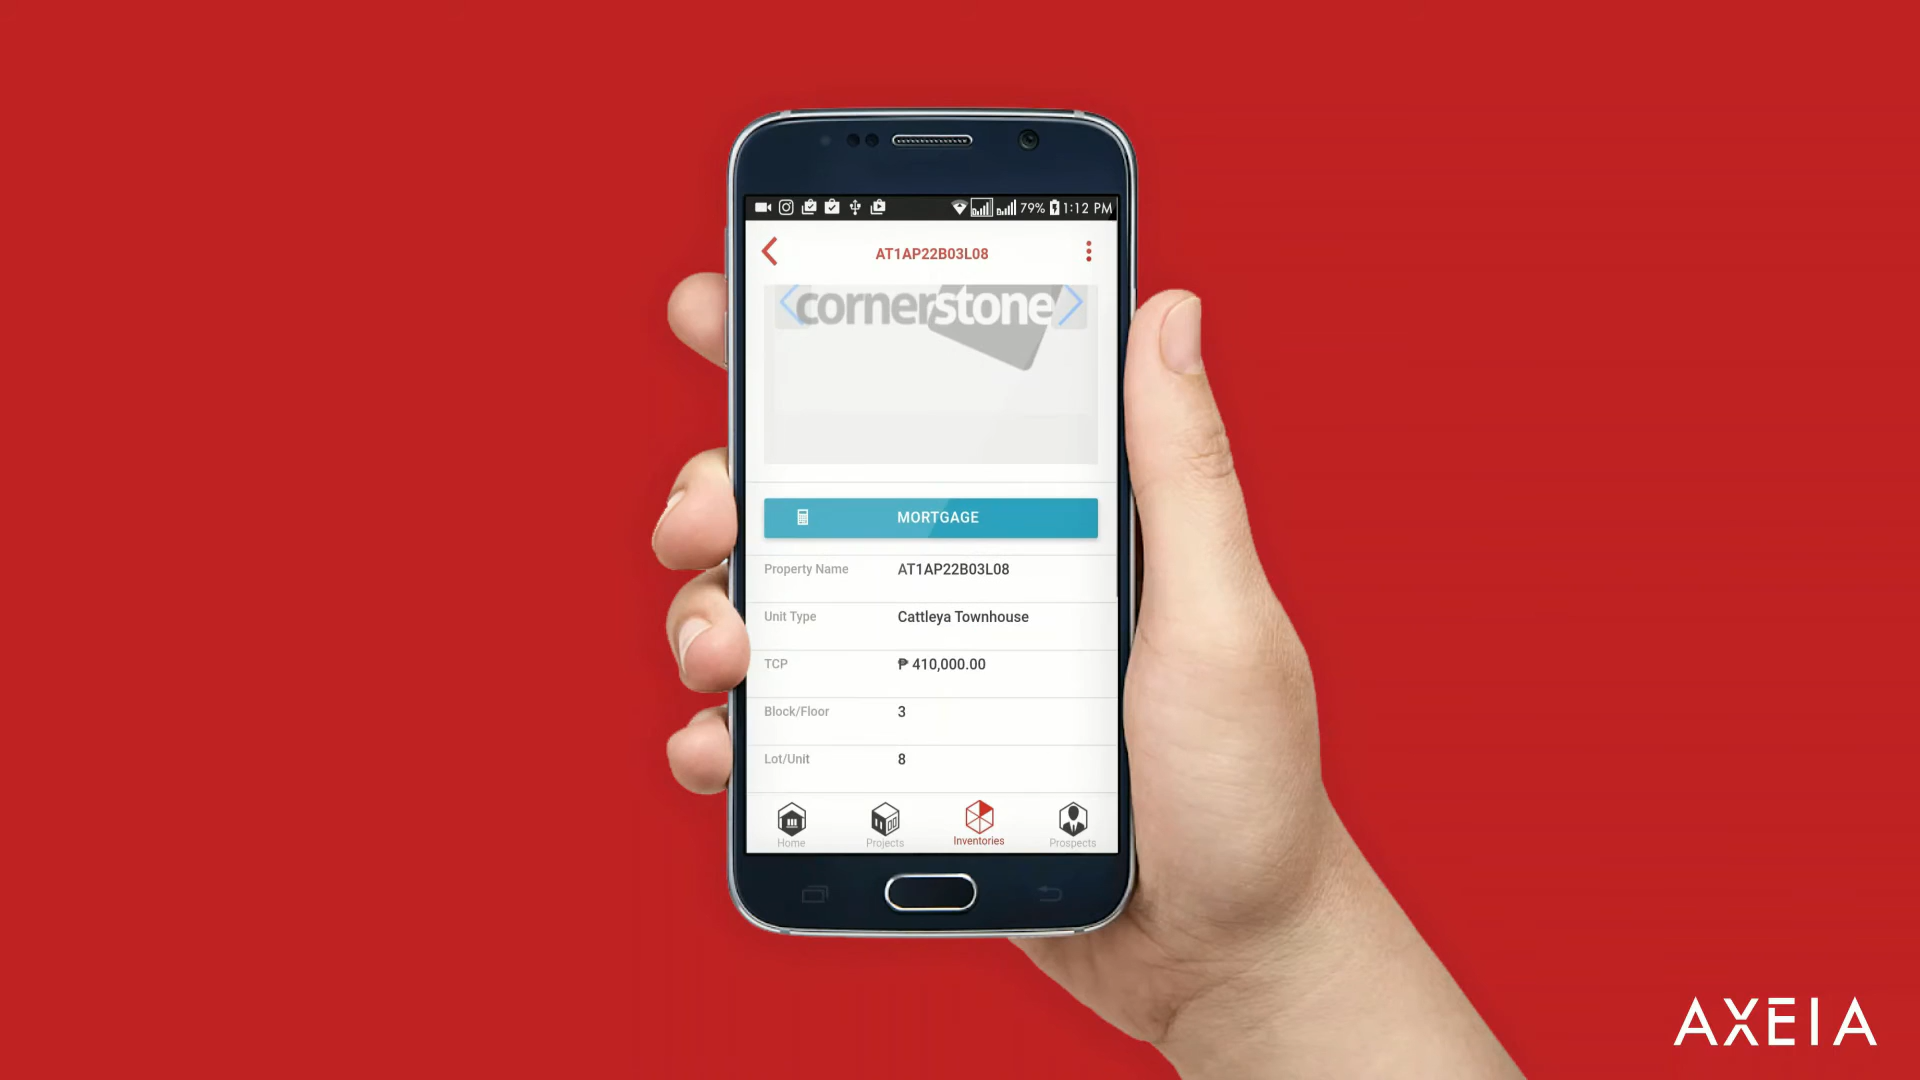 79% 1:12 PM
AT1AP22B03L08
cornerstone
MORTGAGE
Property Name AT1AP22B03L08
Unit Type Cattleya Townhouse
TCP ₱ 410,000.00
Block/Floor 3
Lot/Unit 8
Home Projects Inventories Prospects
AXEIA